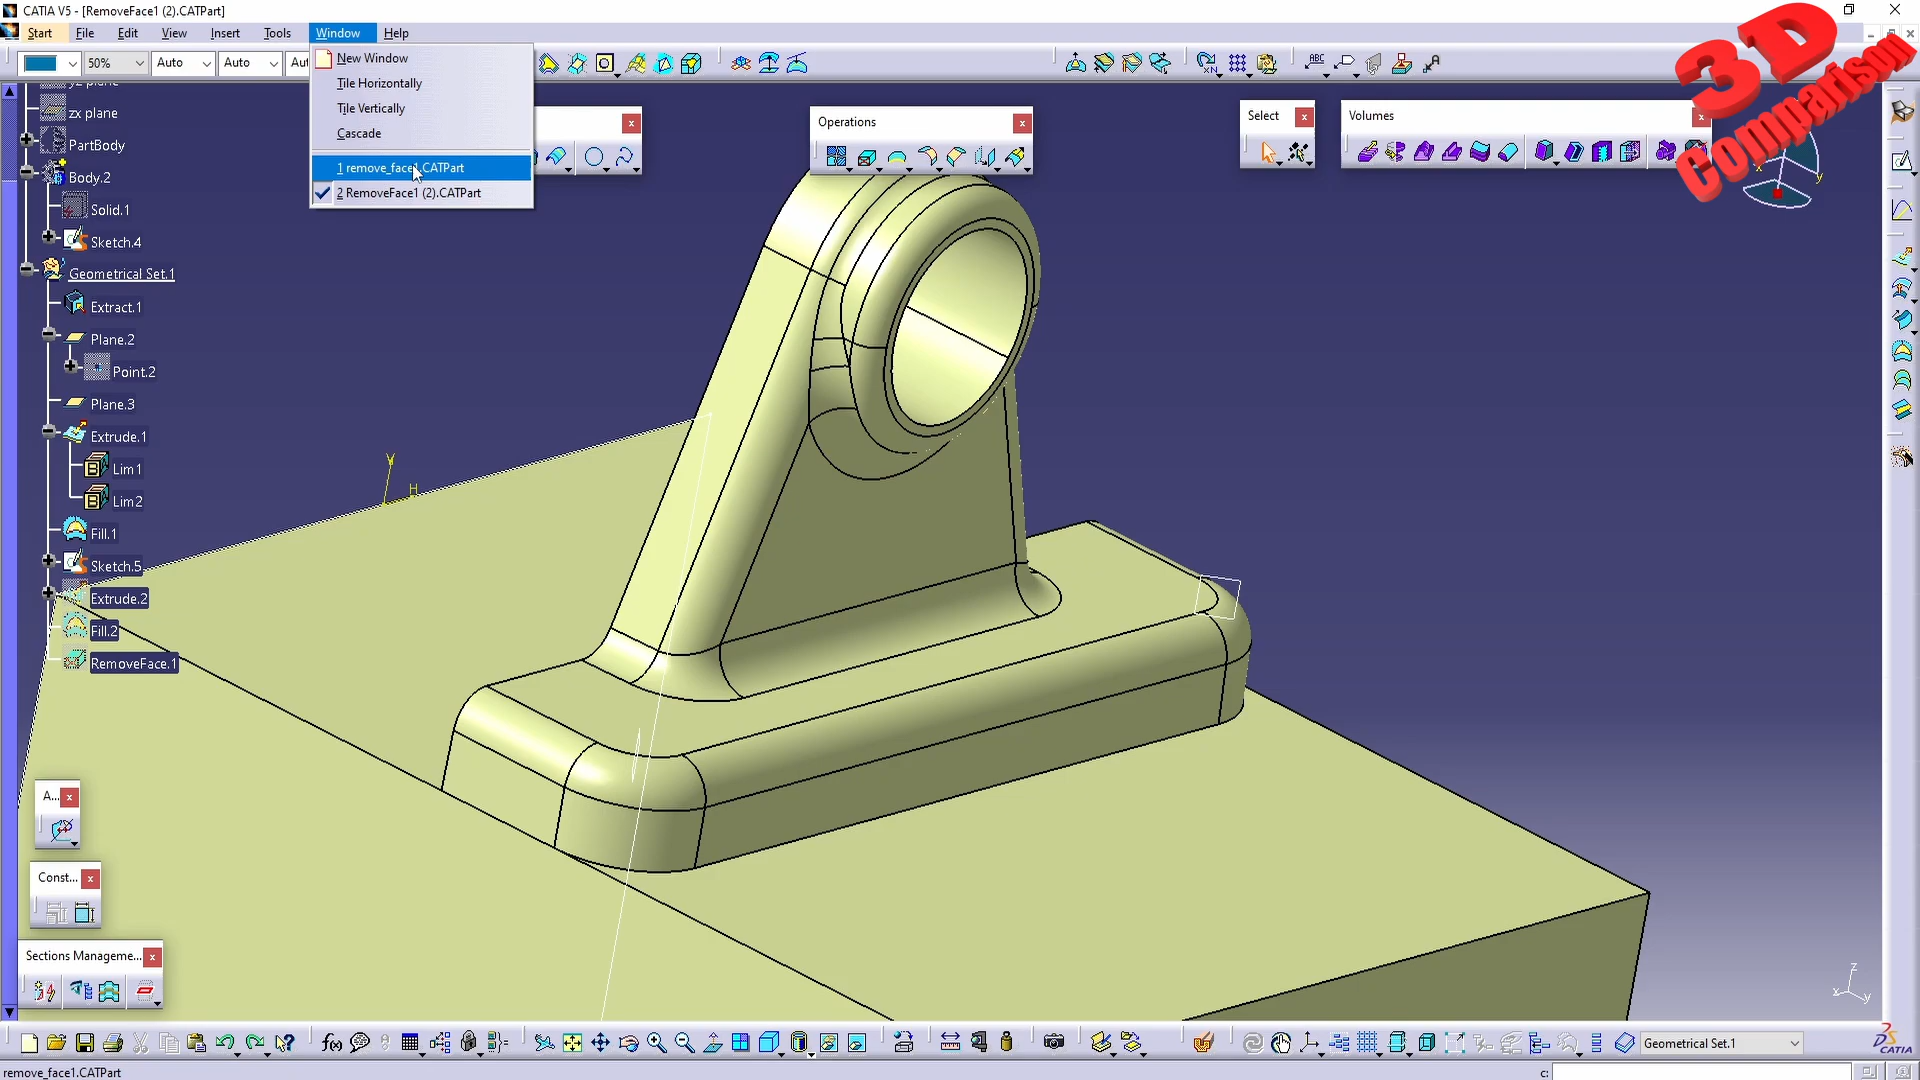 CATIA V5 - [RemoveFace1 (2).CATPart]
Start File Edit View Insert Tools Window Help
50% Auto Auto Aut
New Window
Tile Horizontally
Tile Vertically
Cascade
1 remove_face1.CATPart
2 RemoveFace1 (2).CATPart
Operations
Select
Volumes
3D
Comparison
zx plane
PartBody
Body.2
Solid.1
Sketch.4
Geometrical Set.1
Extract.1
Plane.2
Point.2
Plane.3
Extrude.1
Lim1
Lim2
Fill.1
Sketch.5
Extrude.2
Fill.2
RemoveFace.1
V
H
x
y
A...
Const...
Sections Manageme...
z
x y
f(x)
Geometrical Set.1
CATIA
remove_face1.CATPart
c: